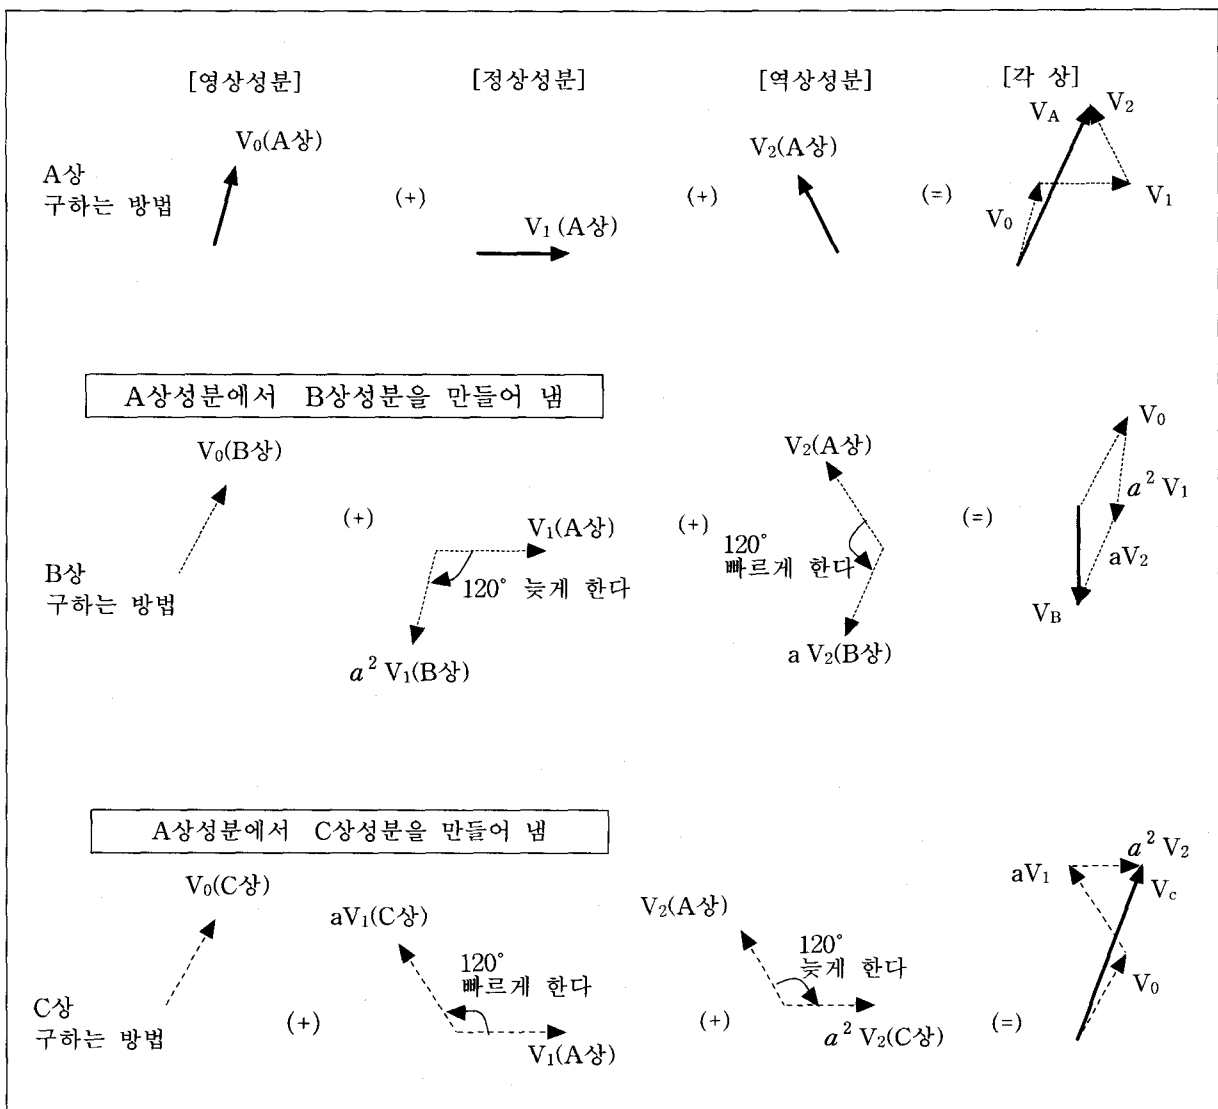 [영상성분] [정상성분] [역상성분] [각 상]
V₀(A상)
A상
구하는 방법
(+)
V₁ (A상)
(+)
V₂(A상)
(=)
V_A V₂
V₀ V₁
A상성분에서 B상성분을 만들어 냄
V₀(B상)
B상
구하는 방법
(+)
V₁(A상)
120° 늦게 한다
a² V₁(B상)
(+)
V₂(A상)
120°
빠르게 한다
a V₂(B상)
(=)
V₀
a² V₁
aV₂
V_B
A상성분에서 C상성분을 만들어 냄
V₀(C상)
C상
구하는 방법
(+)
aV₁(C상)
120°
빠르게 한다
V₁(A상)
(+)
V₂(A상)
120°
늦게 한다
a² V₂(C상)
(=)
a² V₂
aV₁
V_c
V₀